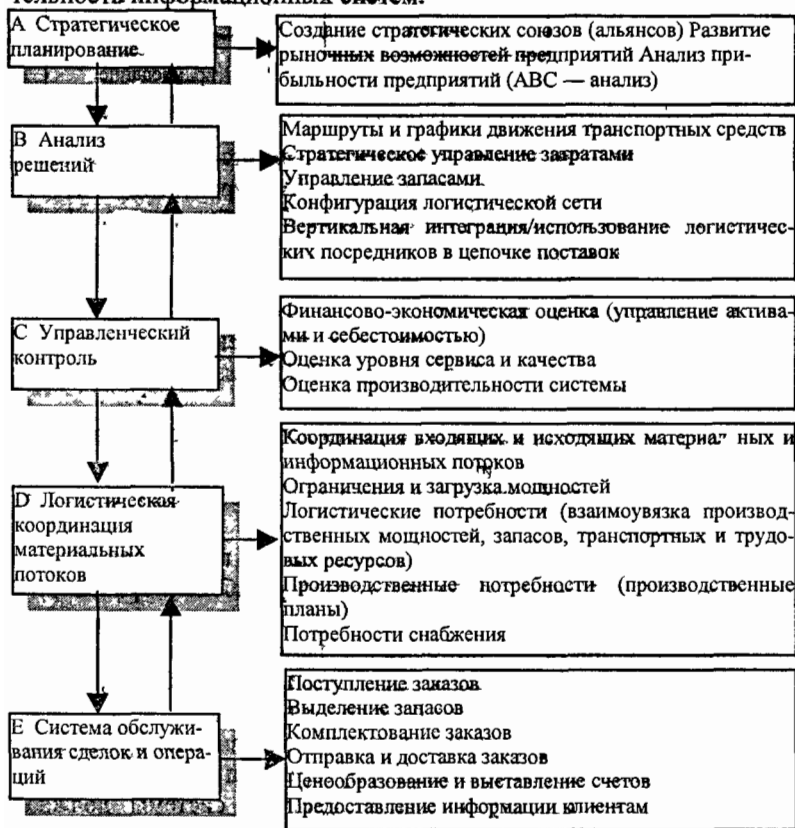 тельность информационных систем.
А Стратегическое
планирование
Создание стратегических союзов (альянсов) Развитие
рыночных возможностей предприятий Анализ при-
быльности предприятий (АВС — анализ)
В Анализ
решений
Маршруты и графики движения транспортных средств
Стратегическое управление затратами
Управление запасами
Конфигурация логистической сети
Вертикальная интеграция/использование логистичес-
ких посредников в цепочке поставок
С Управленческий
контроль
Финансово-экономическая оценка (управление актива-
ми и себестоимостью)
Оценка уровня сервиса и качества
Оценка производительности системы
D Логистическая
координация
материальных
потоков
Координация входящих и исходящих материал ных и
информационных потоков
Ограничения и загрузка мощностей
Логистические потребности (взаимоувязка производ-
ственных мощностей, запасов, транспортных и трудо-
вых ресурсов)
Производственные потребности (производственные
планы)
Потребности снабжения
Е Система обслужи-
вания сделок и опера-
ций
Поступление заказов
Выделение запасов
Комплектование заказов
Отправка и доставка заказов
Ценообразование и выставление счетов
Предоставление информации клиентам